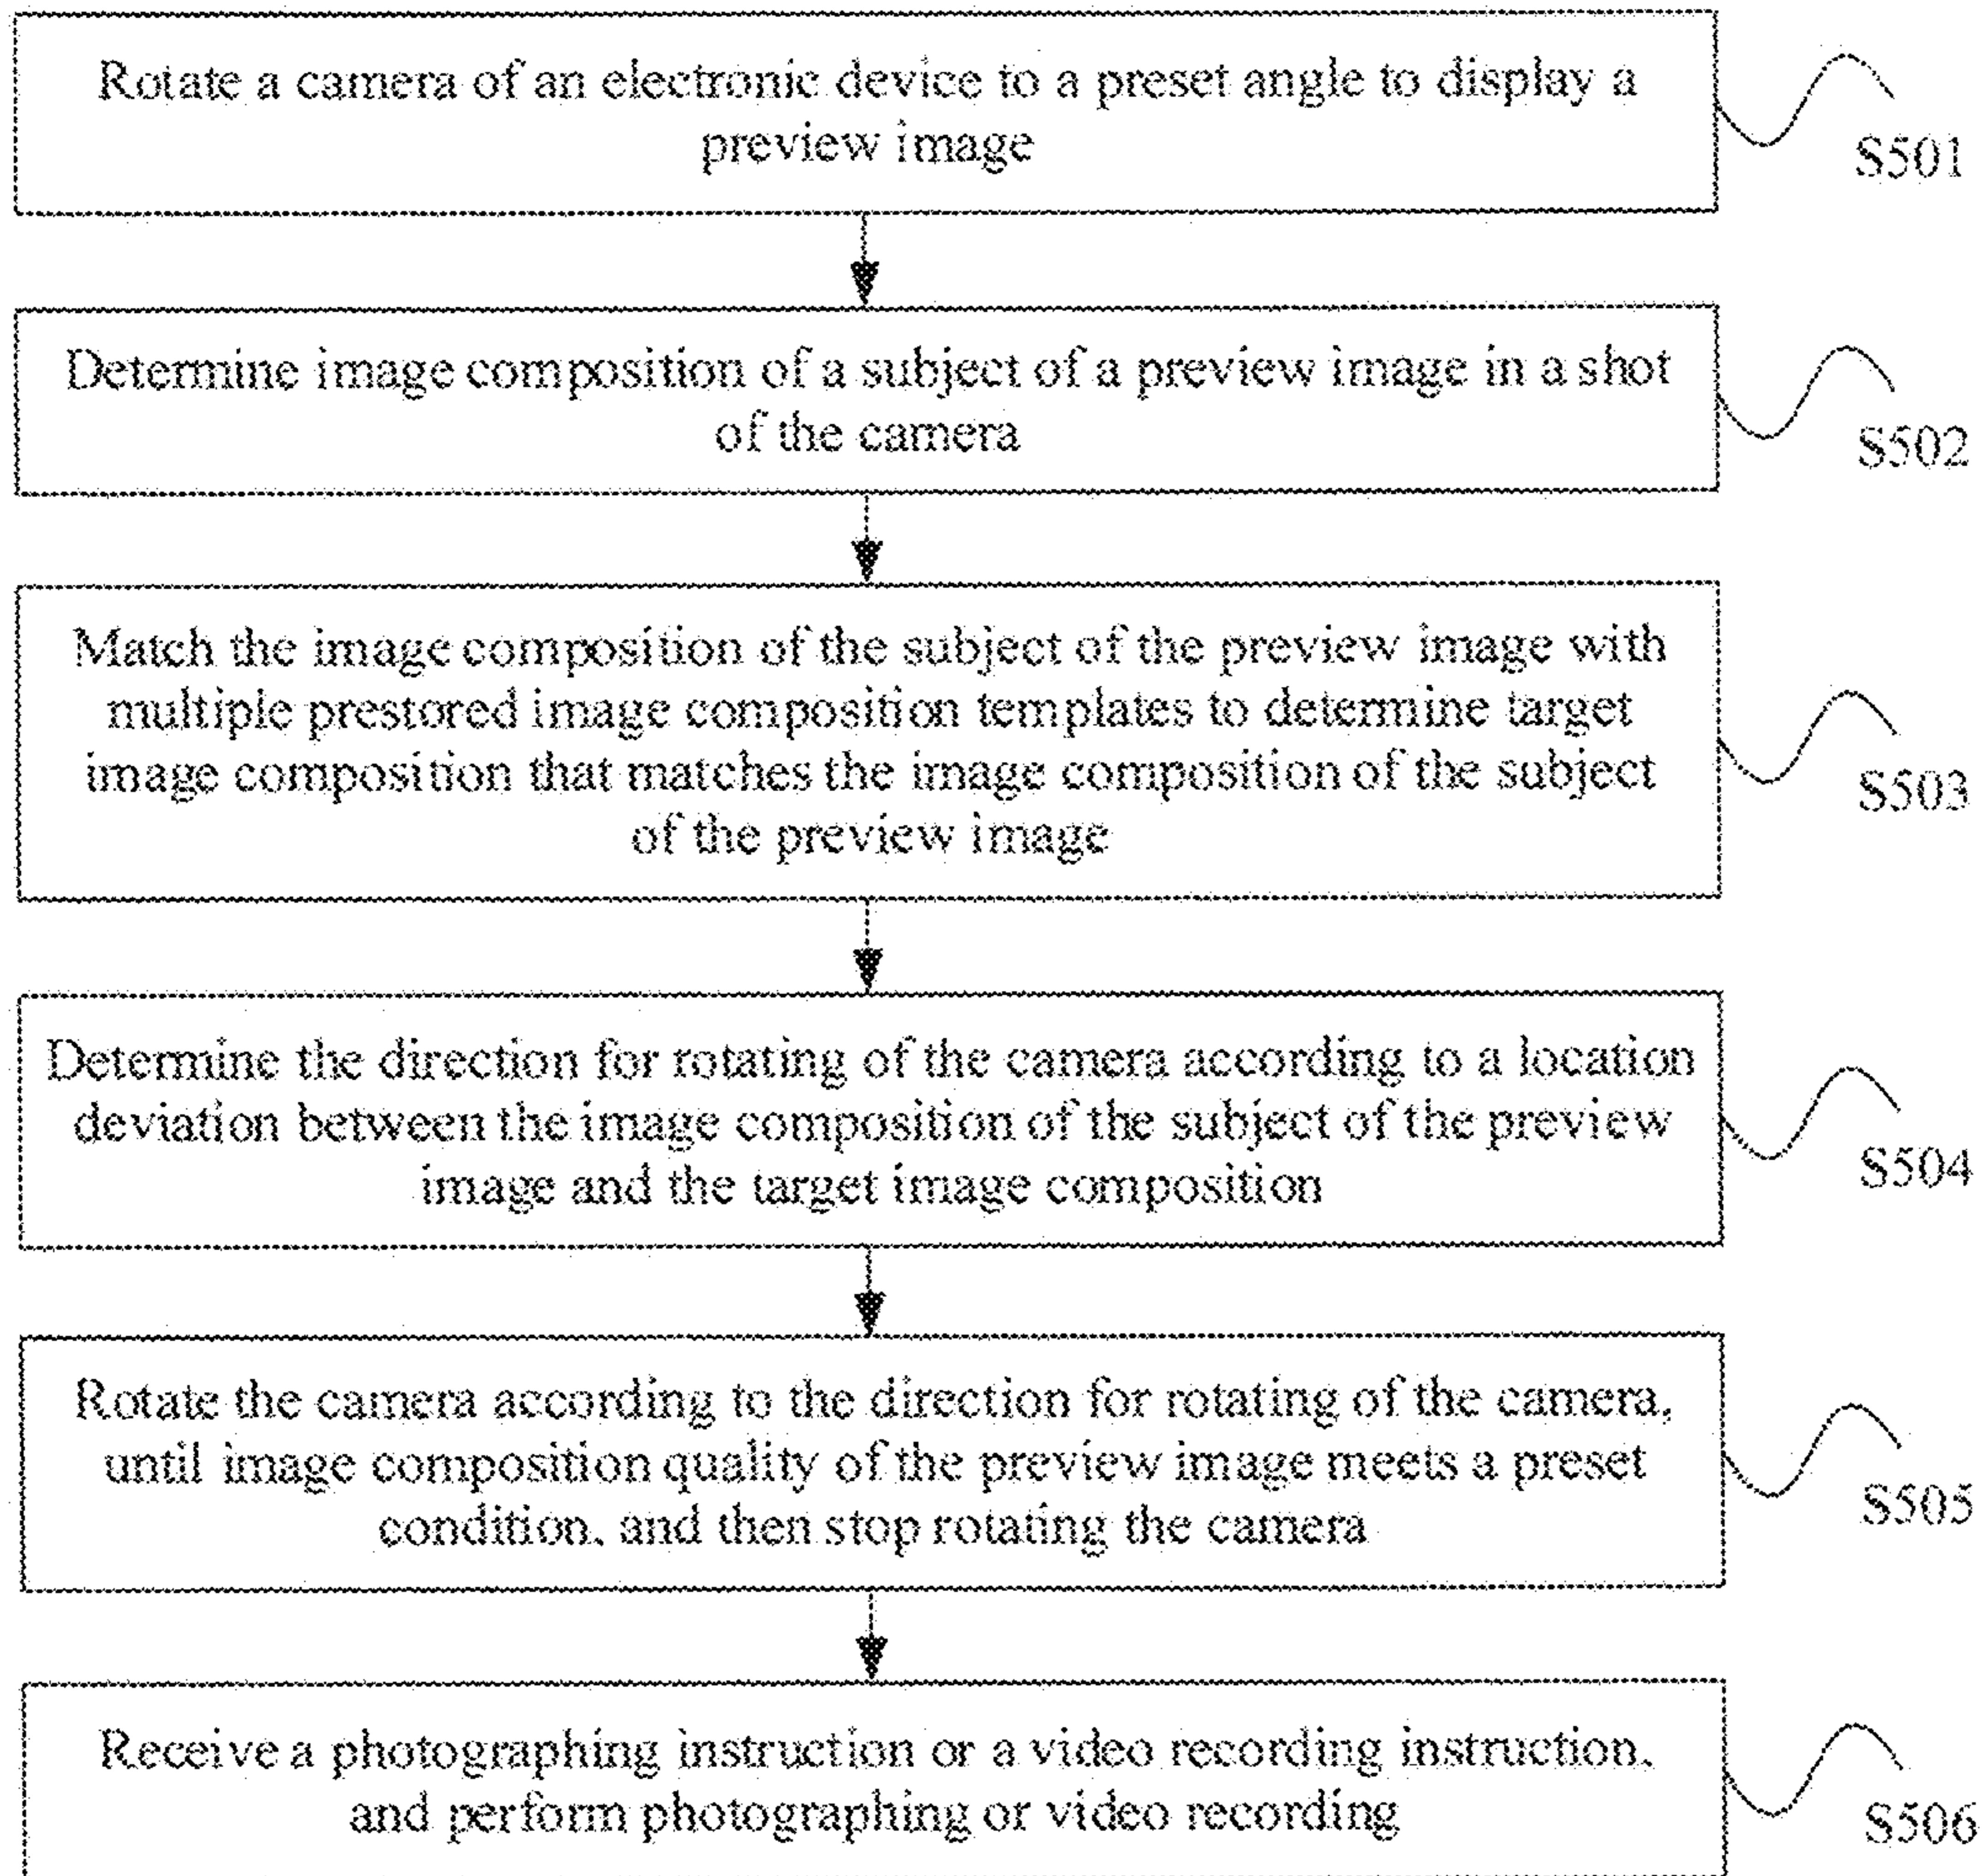 Rotate a camera of an electronic device to a preset angle to display a
preview image
S501
Determine image composition of a subject of a preview image in a shot
of the camera
S502
Match the image composition of the subject of the preview image with
multiple prestored image composition templates to determine target
image composition that matches the image composition of the subject
of the preview image
S503
Determine the direction for rotating of the camera according to a location
deviation between the image composition of the subject of the preview
image and the target image composition
S504
Rotate the camera according to the direction for rotating of the camera,
until image composition quality of the preview image meets a preset
condition, and then stop rotating the camera
S505
Receive a photographing instruction or a video recording instruction,
and perform photographing or video recording
S506